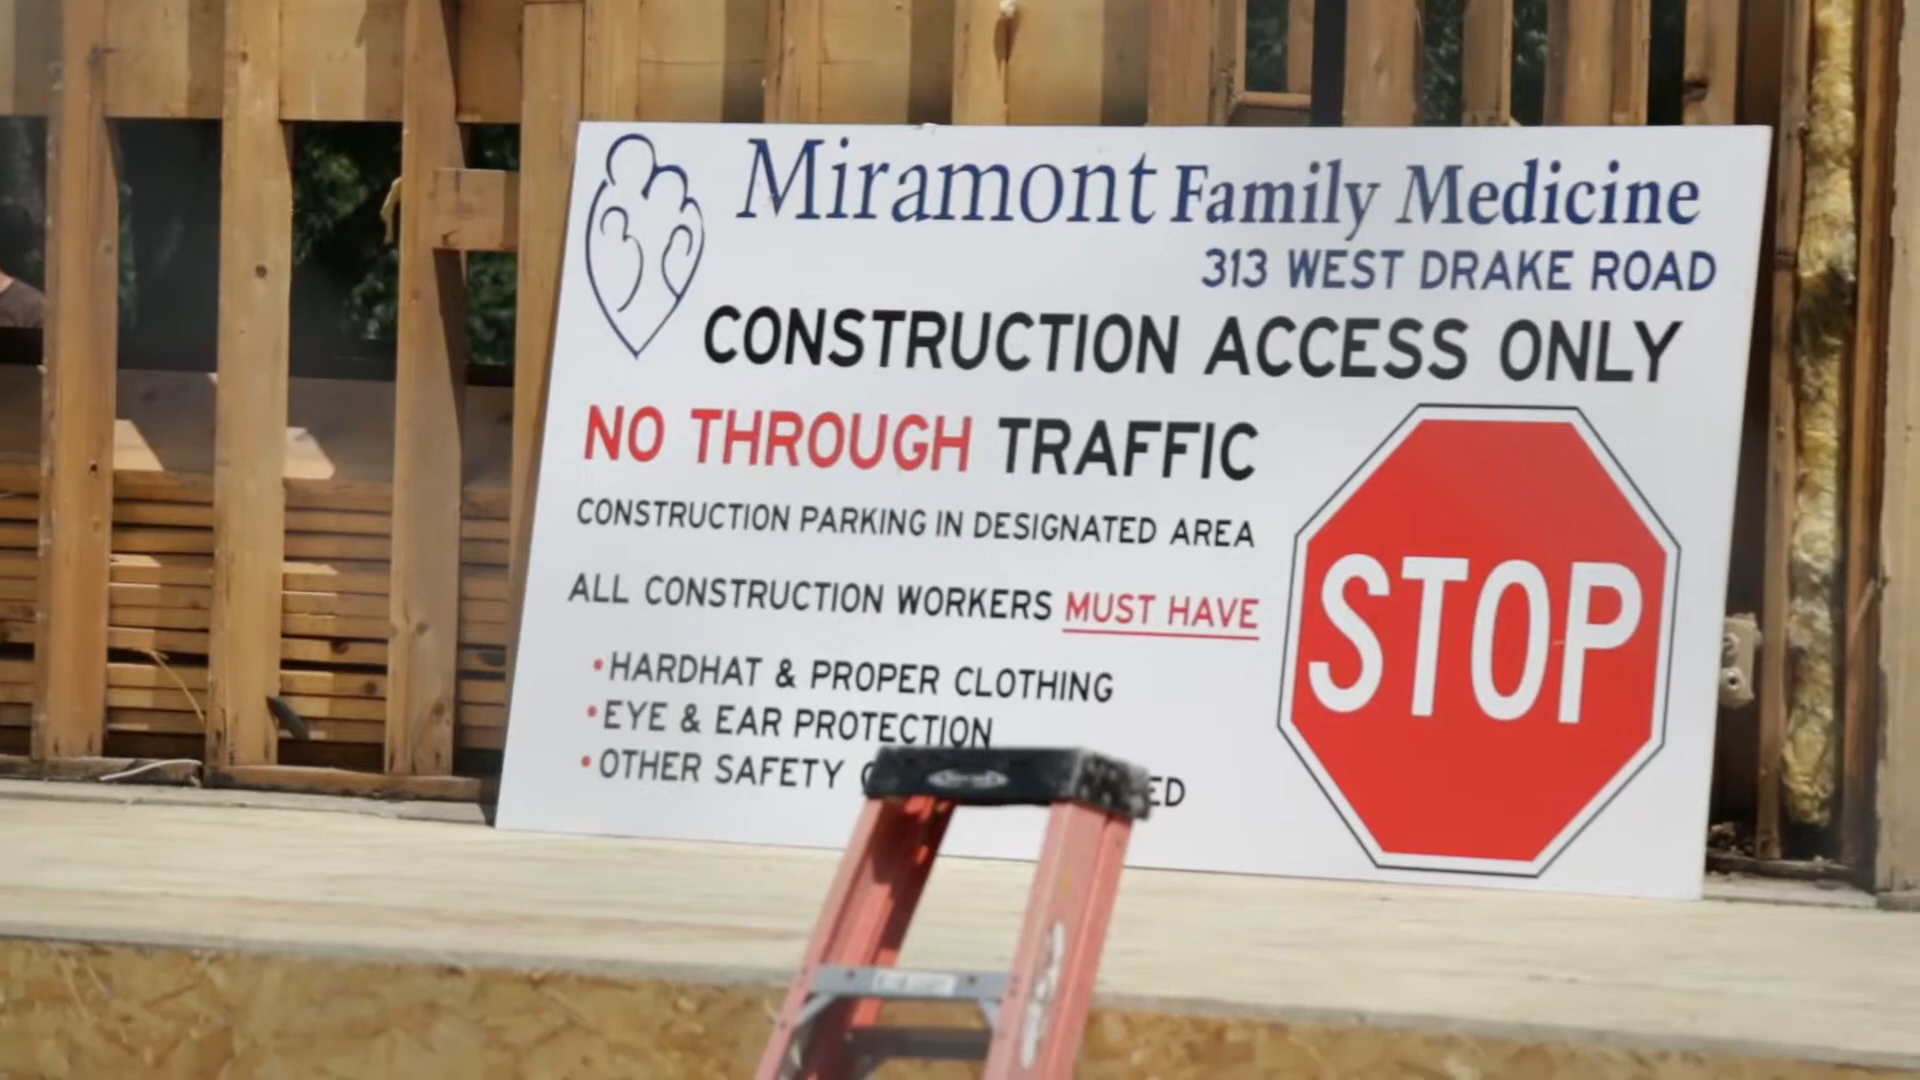 Miramont Family Medicine
313 WEST DRAKE ROAD
CONSTRUCTION ACCESS ONLY
NO THROUGH TRAFFIC
CONSTRUCTION PARKING IN DESIGNATED AREA
ALL CONSTRUCTION WORKERS MUST HAVE
• HARDHAT & PROPER CLOTHING
• EYE & EAR PROTECTION
• OTHER SAFETY
STOP